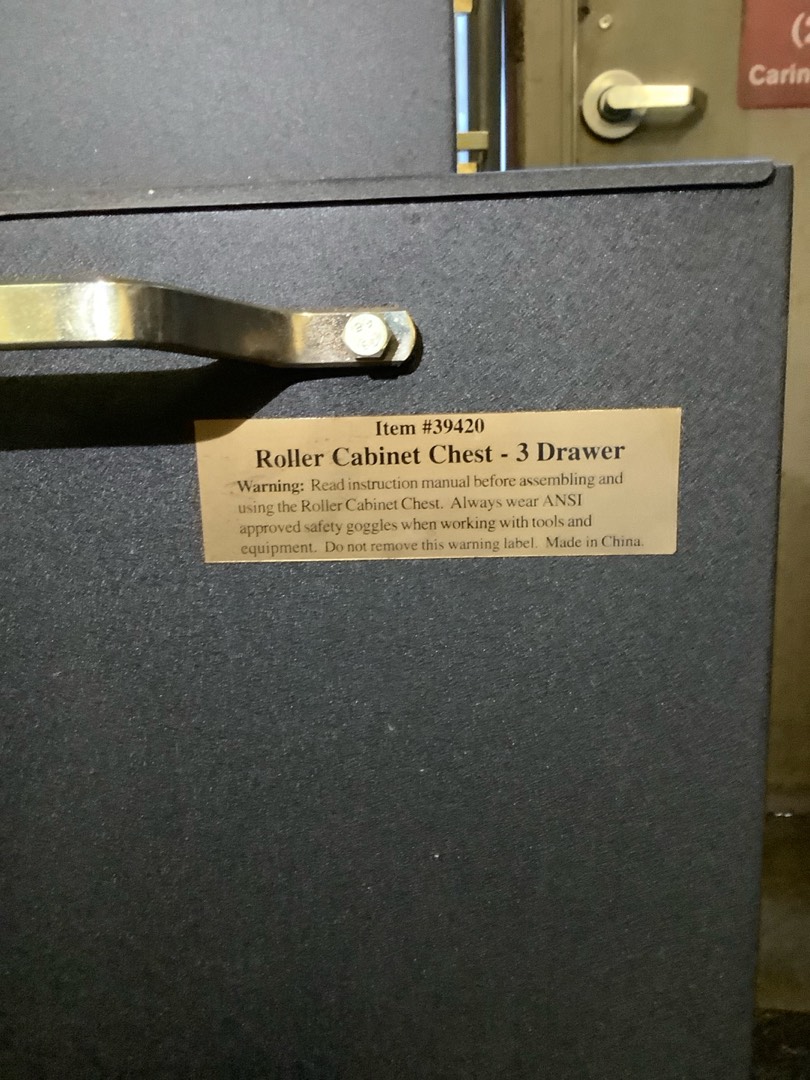 Carin
Item #39420
Roller Cabinet Chest - 3 Drawer
Warning: Read instruction manual before assembling and
using the Roller Cabinet Chest. Always wear ANSI
approved safety goggles when working with tools and
equipment. Do not remove this warning label. Made in China.